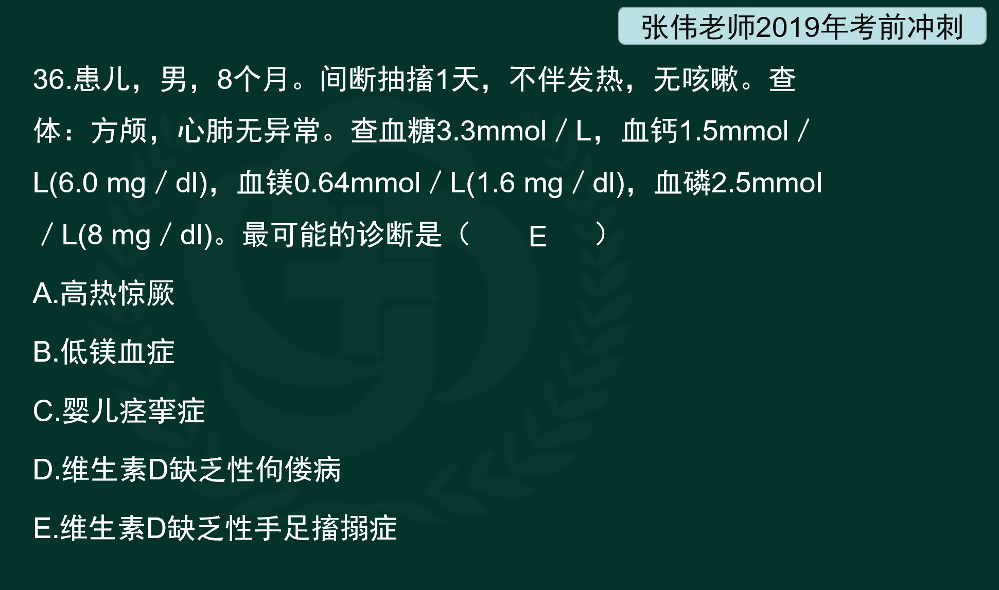 张伟老师2019年考前冲刺
36.患儿，男，8个月。间断抽搐1天，不伴发热，无咳嗽。查
体：方颅，心肺无异常。查血糖3.3mmol／L，血钙1.5mmol／
L(6.0 mg／dl)，血镁0.64mmol／L(1.6 mg／dl)，血磷2.5mmol
／L(8 mg／dl)。最可能的诊断是（ E ）
A.高热惊厥
B.低镁血症
C.婴儿痉挛症
D.维生素D缺乏性佝偻病
E.维生素D缺乏性手足搐搦症